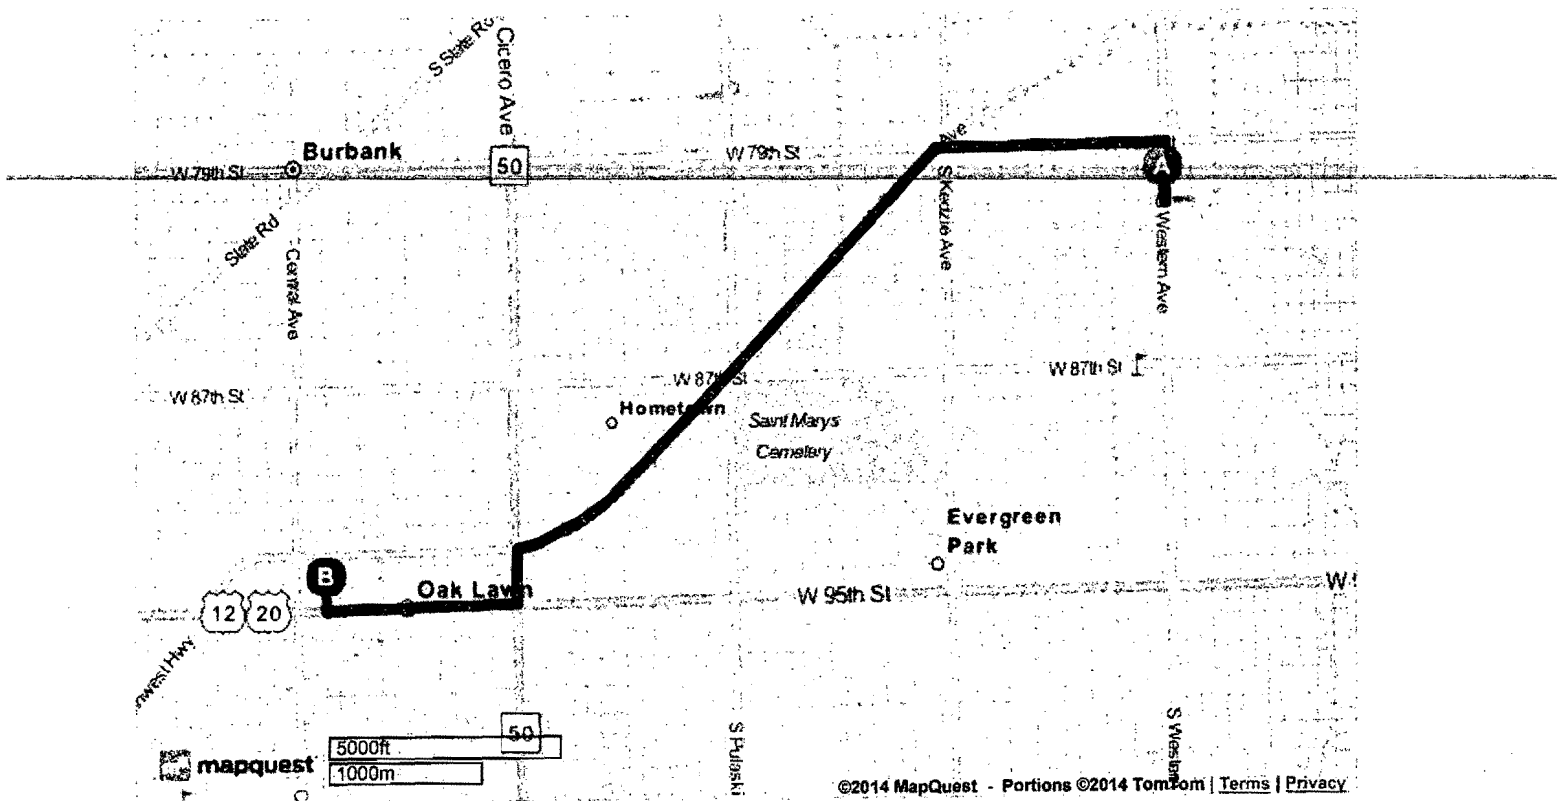 S State Rd
Cicero Ave
Burbank
W 79th St
50
W 79th St
Ave
A
State Rd
Central Ave
S Kedzie Ave
Western Ave
W 87th St
W 87th St
W 87th St
Hometown
Saint Marys
Cemetery
Evergreen
Park
B
Oak Lawn
W 95th St
W
12 20
nwest Hwy
50
S Pulaski
S Western
mapquest
5000ft
1000m
C
©2014 MapQuest - Portions ©2014 TomTom | Terms | Privacy